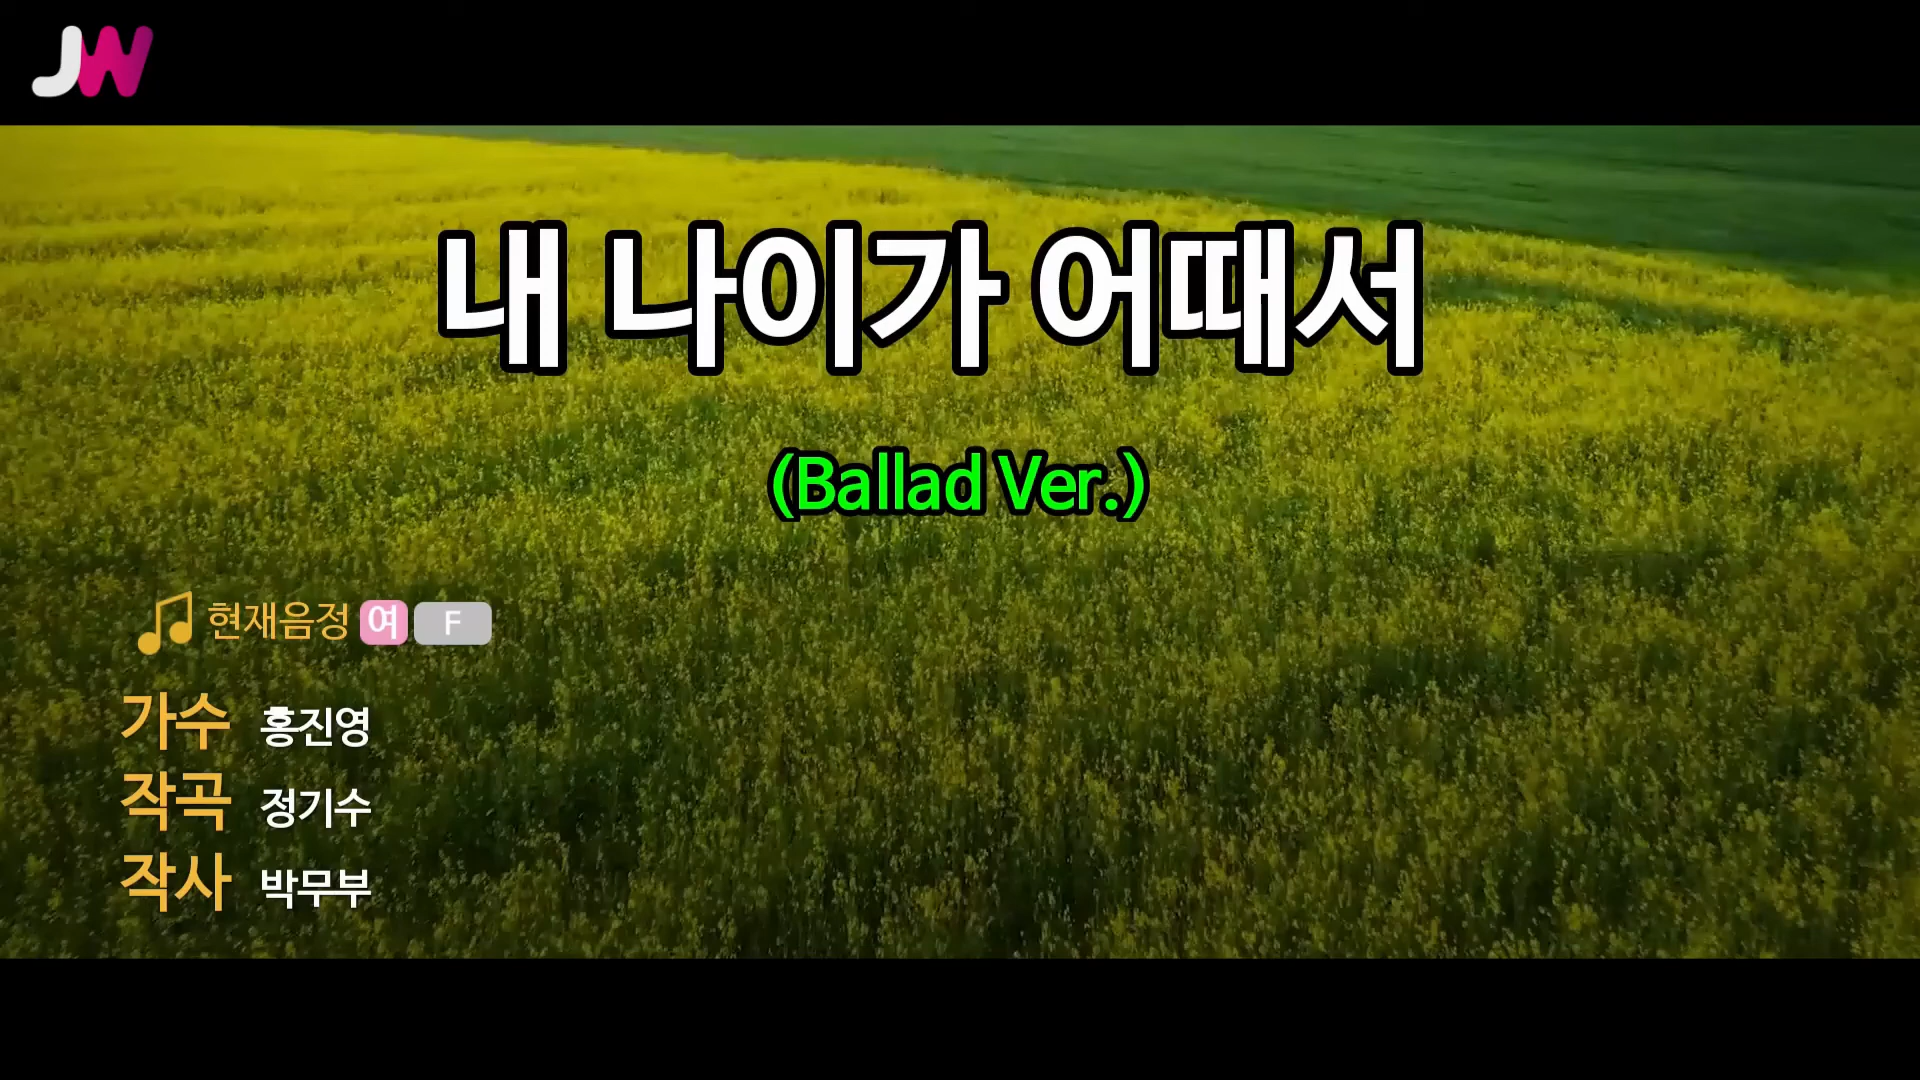 JW
내 나이가 어때서
(Ballad Ver.)
현재음정 여 F
가수 홍진영
작곡 정기수
작사 박무부